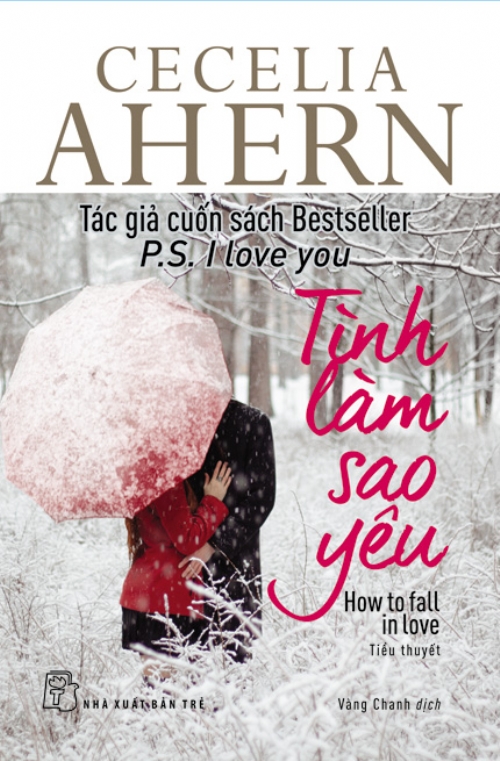 CECELIA
AHERN
Tác giả cuốn sách Bestseller
P.S. I love you
Tình
làm
sao
yêu
How to fall
in love
Tiểu thuyết
T
NHÀ XUẤT BẢN TRẺ
Vàng Chanh dịch